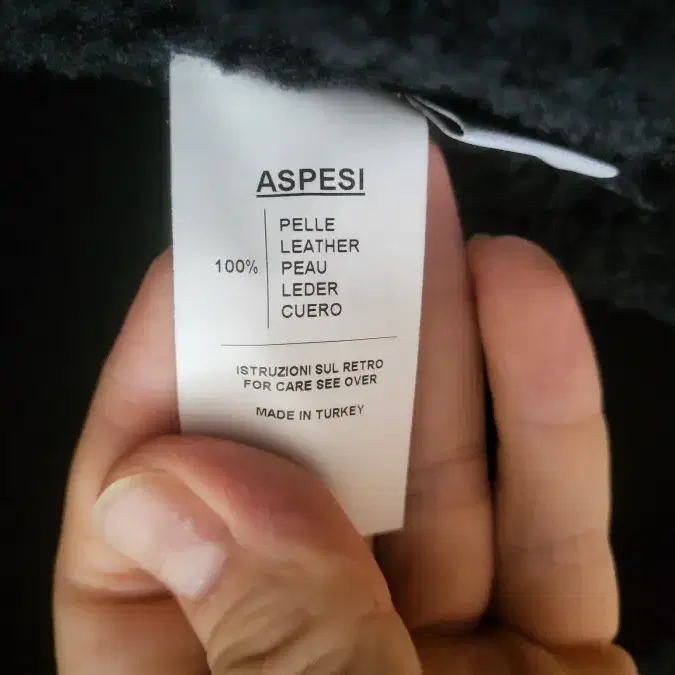 ASPESI
100%
PELLE
LEATHER
PEAU
LEDER
CUERO
ISTRUZIONI SUL RETRO
FOR CARE SEE OVER
MADE IN TURKEY